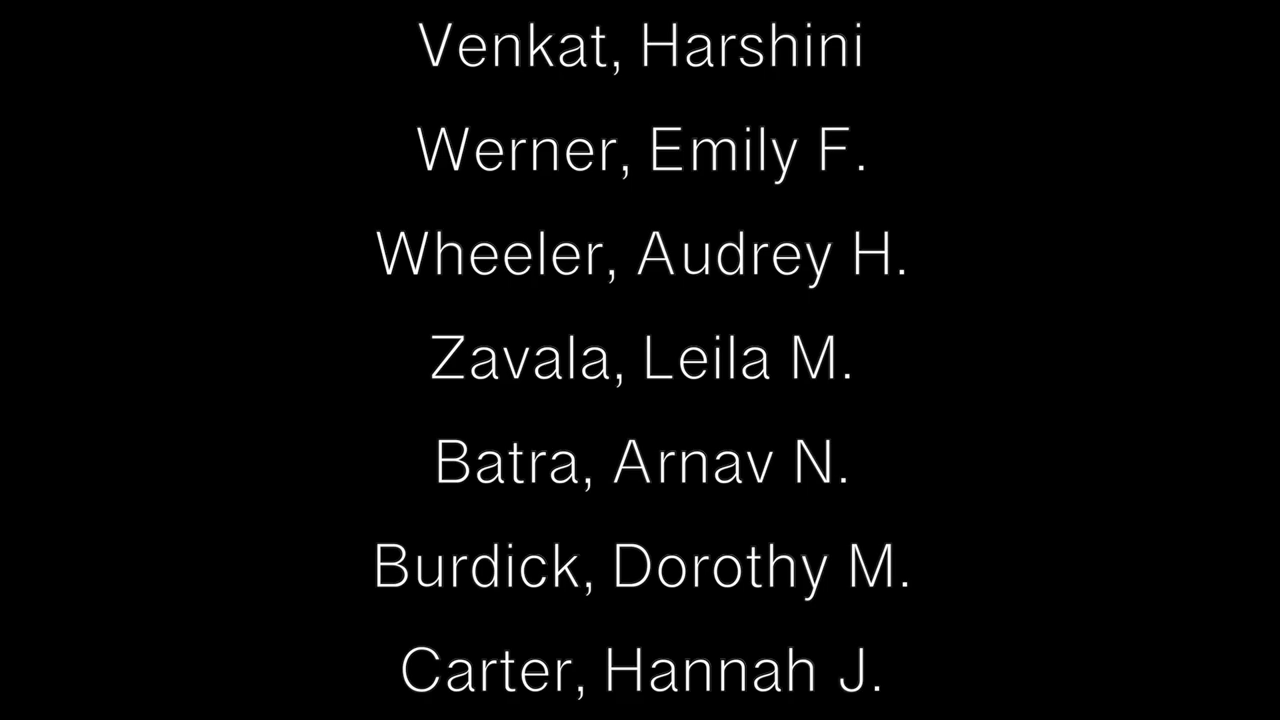 Venkat, Harshini
Werner, Emily F.
Wheeler, Audrey H.
Zavala, Leila M.
Batra, Arnav N.
Burdick, Dorothy M.
Carter, Hannah J.